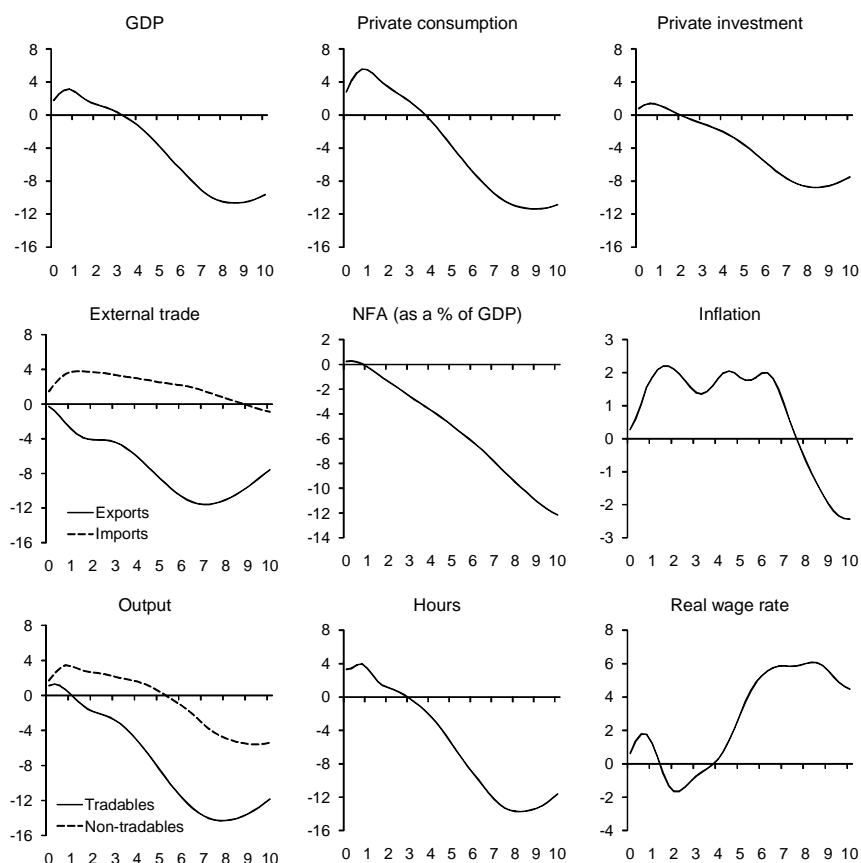 GDP
8
4
0
-4
-8
-12
-16
0 1 2 3 4 5 6 7 8 9 10
Private consumption
8
4
0
-4
-8
-12
-16
0 1 2 3 4 5 6 7 8 9 10
Private investment
8
4
0
-4
-8
-12
-16
0 1 2 3 4 5 6 7 8 9 10
External trade
8
4
0
-4
-8
-12
-16
Exports
Imports
0 1 2 3 4 5 6 7 8 9 10
NFA (as a % of GDP)
2
0
-2
-4
-6
-8
-10
-12
-14
0 1 2 3 4 5 6 7 8 9 10
Inflation
3
2
1
0
-1
-2
-3
0 1 2 3 4 5 6 7 8 9 10
Output
8
4
0
-4
-8
-12
-16
Tradables
Non-tradables
0 1 2 3 4 5 6 7 8 9 10
Hours
8
4
0
-4
-8
-12
-16
0 1 2 3 4 5 6 7 8 9 10
Real wage rate
8
6
4
2
0
-2
-4
0 1 2 3 4 5 6 7 8 9 10